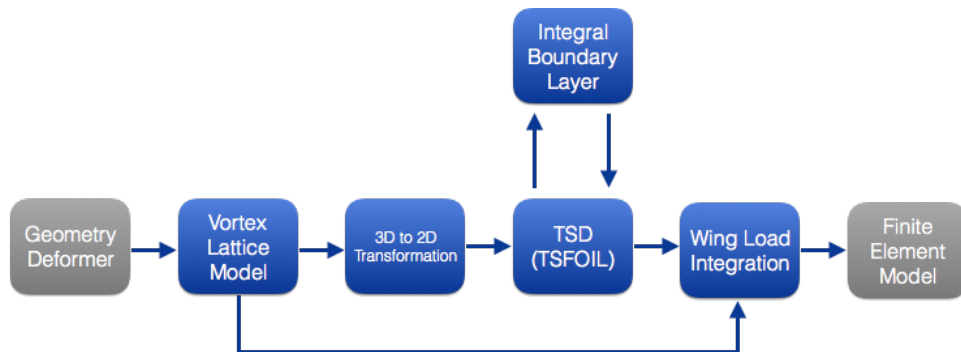 Integral
Boundary
Layer
Geometry
Deformer
Vortex
Lattice
Model
3D to 2D
Transformation
TSD
(TSFOIL)
Wing Load
Integration
Finite
Element
Model